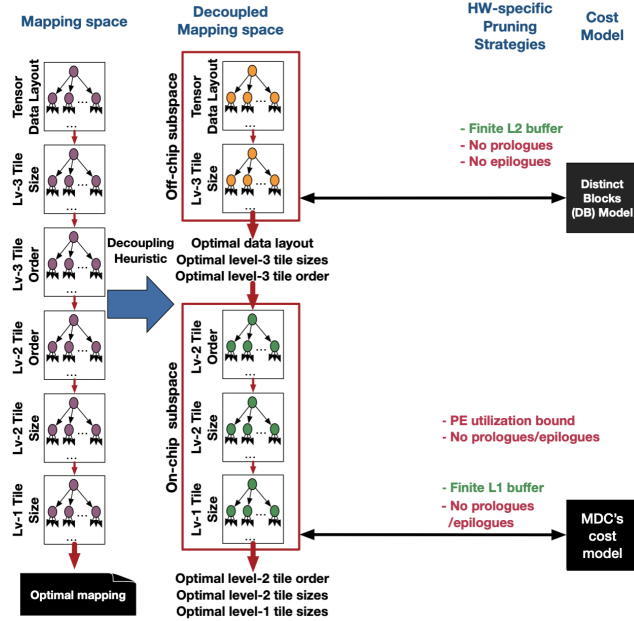 Mapping space
Decoupled
Mapping space
HW-specific
Pruning
Strategies
Cost
Model
Tensor
Data Layout
...
...
Lv-3 Tile
Size
...
...
Lv-3 Tile
Order
...
...
Lv-2 Tile
Order
...
...
Lv-2 Tile
Size
...
...
Lv-1 Tile
Size
...
...
Optimal mapping
Decoupling
Heuristic
Off-chip subspace
Tensor
Data Layout
...
...
Lv-3 Tile
Size
...
...
Optimal data layout
Optimal level-3 tile sizes
Optimal level-3 tile order
On-chip subspace
Lv-2 Tile
Order
...
...
Lv-2 Tile
Size
...
...
Lv-1 Tile
Size
...
...
Optimal level-2 tile order
Optimal level-2 tile sizes
Optimal level-1 tile sizes
- Finite L2 buffer
- No prologues
- No epilogues
- PE utilization bound
- No prologues/epilogues
- Finite L1 buffer
- No prologues
/epilogues
Distinct
Blocks
(DB) Model
MDC's
cost
model